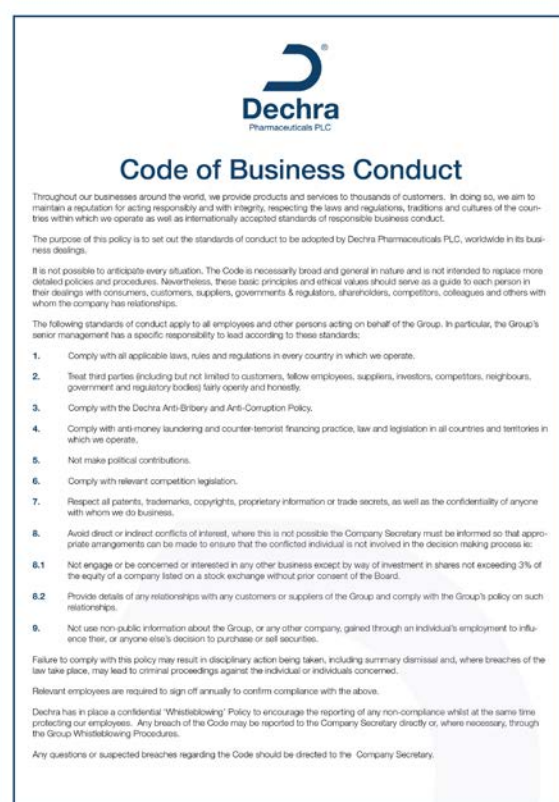 Dechra
Pharmaceuticals PLC
Code of Business Conduct
Throughout our businesses around the world, we provide products and services to thousands of customers. In doing so, we aim to
maintain a reputation for acting responsibly and with integrity, respecting the laws and regulations, traditions and cultures of the coun-
tries within which we operate as well as internationally accepted standards of responsible business conduct.
The purpose of this policy is to set out the standards of conduct to be adopted by Dechra Pharmaceuticals PLC, worldwide in its busi-
ness dealings.
It is not possible to anticipate every situation. The Code is necessarily broad and general in nature and is not intended to replace more
detailed policies and procedures. Nevertheless, these basic principles and ethical values should serve as a guide to each person in
their dealings with consumers, customers, suppliers, governments & regulators, shareholders, competitors, colleagues and others with
whom the company has relationships.
The following standards of conduct apply to all employees and other persons acting on behalf of the Group. In particular, the Group's
senior management has a specific responsibility to lead according to these standards:
1. Comply with all applicable laws, rules and regulations in every country in which we operate.
2. Treat third parties (including but not limited to customers, fellow employees, suppliers, investors, competitors, neighbours,
government and regulatory bodies) fairly openly and honestly.
3. Comply with the Dechra Anti-Bribery and Anti-Corruption Policy.
4. Comply with anti-money laundering and counter-terrorist financing practice, law and legislation in all countries and territories in
which we operate.
5. Not make political contributions.
6. Comply with relevant competition legislation.
7. Respect all patents, trademarks, copyrights, proprietary information or trade secrets, as well as the confidentiality of anyone
with whom we do business.
8. Avoid direct or indirect conflicts of interest, where this is not possible the Company Secretary must be informed so that appro-
priate arrangements can be made to ensure that the conflicted individual is not involved in the decision making process ie:
8.1 Not engage or be concerned or interested in any other business except by way of investment in shares not exceeding 3% of
the equity of a company listed on a stock exchange without prior consent of the Board.
8.2 Provide details of any relationships with any customers or suppliers of the Group and comply with the Group's policy on such
relationships.
9. Not use non-public information about the Group, or any other company, gained through an individual's employment to influ-
ence their, or anyone else's decision to purchase or sell securities.
Failure to comply with this policy may result in disciplinary action being taken, including summary dismissal and, where breaches of the
law take place, may lead to criminal proceedings against the individual or individuals concerned.
Relevant employees are required to sign off annually to confirm compliance with the above.
Dechra has in place a confidential 'Whistleblowing' Policy to encourage the reporting of any non-compliance whilst at the same time
protecting our employees. Any breach of the Code may be reported to the Company Secretary directly or, where necessary, through
the Group Whistleblowing Procedures.
Any questions or suspected breaches regarding the Code should be directed to the Company Secretary.